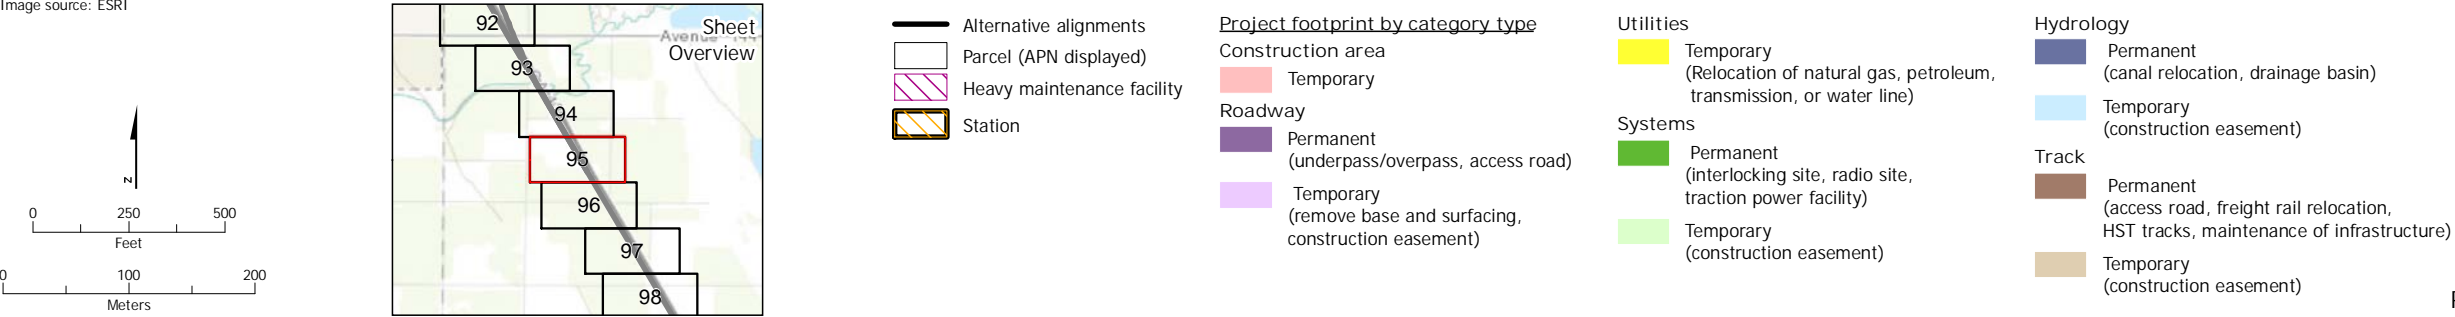 Image source: ESRI
N
0 250 500
Feet
0 100 200
Meters
Sheet
Overview
Avenue 144
92
93
94
95
96
97
98
Alternative alignments
Parcel (APN displayed)
Heavy maintenance facility
Station
Project footprint by category type
Construction area
Temporary
Roadway
Permanent
(underpass/overpass, access road)
Temporary
(remove base and surfacing,
construction easement)
Utilities
Temporary
(Relocation of natural gas, petroleum,
transmission, or water line)
Systems
Permanent
(interlocking site, radio site,
traction power facility)
Temporary
(construction easement)
Hydrology
Permanent
(canal relocation, drainage basin)
Temporary
(construction easement)
Track
Permanent
(access road, freight rail relocation,
HST tracks, maintenance of infrastructure)
Temporary
(construction easement)